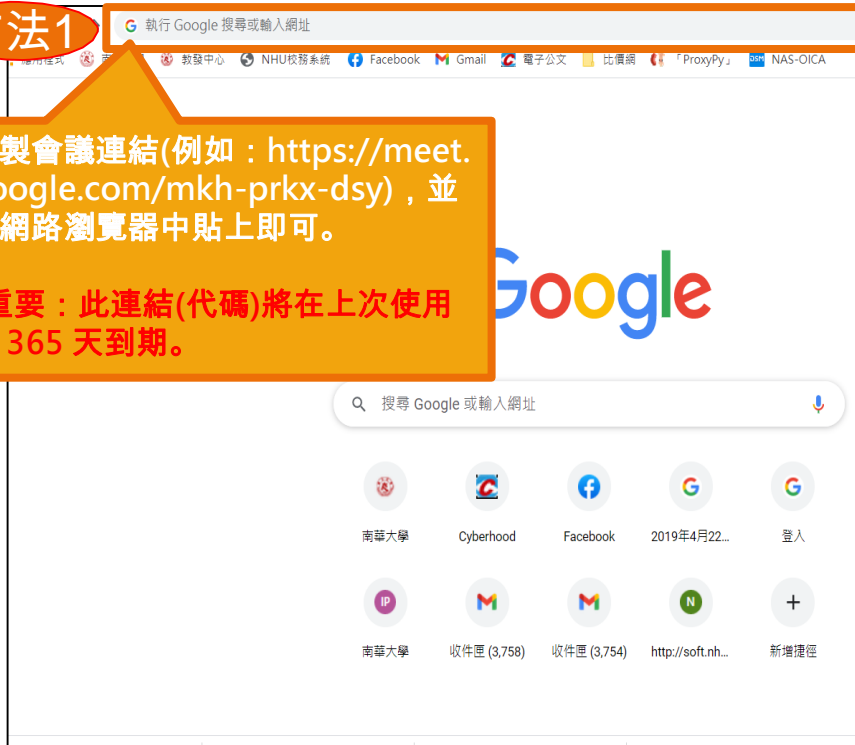 法1
執行 Google 搜尋或輸入網址
教發中心 NHU校務系統 Facebook Gmail 電子公文 比價網 「ProxyPy」 NAS-OICA
製會議連結(例如：https://meet.
oogle.com/mkh-prkx-dsy)，並
網路瀏覽器中貼上即可。
重要：此連結(代碼)將在上次使用
365 天到期。
Google
搜尋 Google 或輸入網址
南華大學 Cyberhood Facebook 2019年4月22... 登入
IP N
南華大學 收件匣 (3,758) 收件匣 (3,754) http://soft.nh... 新增捷徑